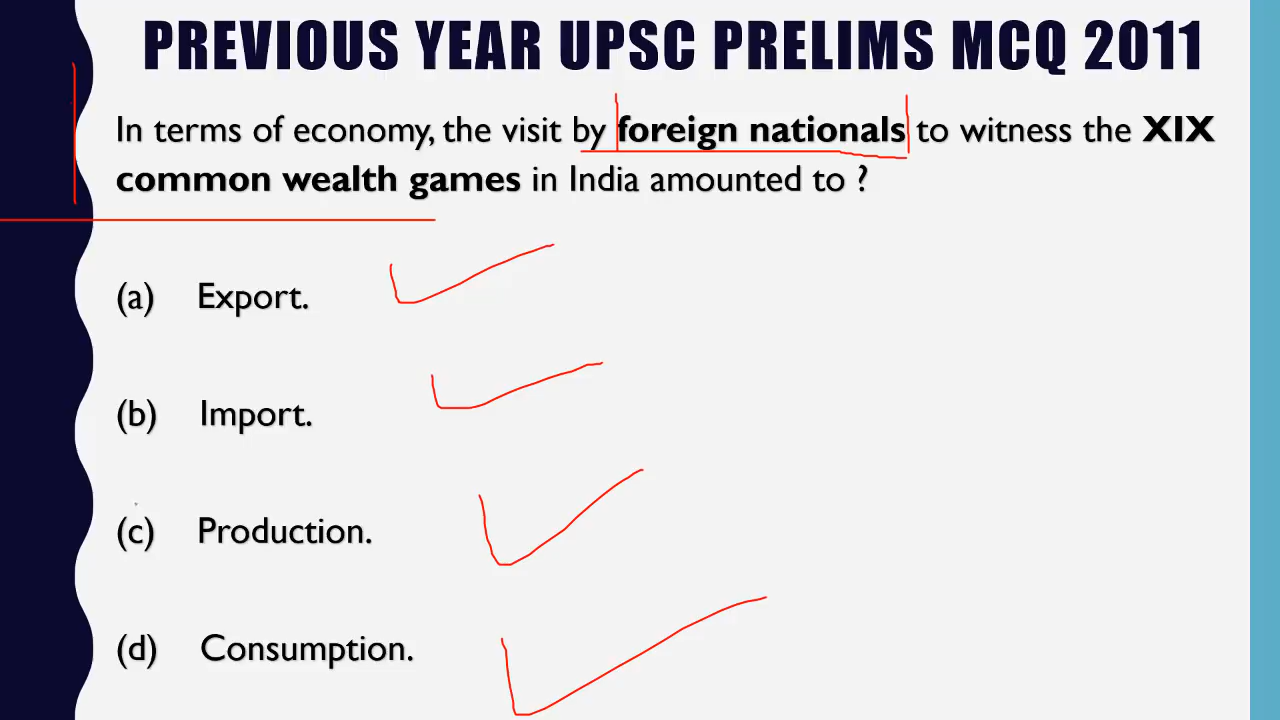 PREVIOUS YEAR UPSC PRELIMS MCQ 2011
In terms of economy, the visit by foreign nationals to witness the XIX
common wealth games in India amounted to ?
(a) Export.
(b) Import.
(c) Production.
(d) Consumption.